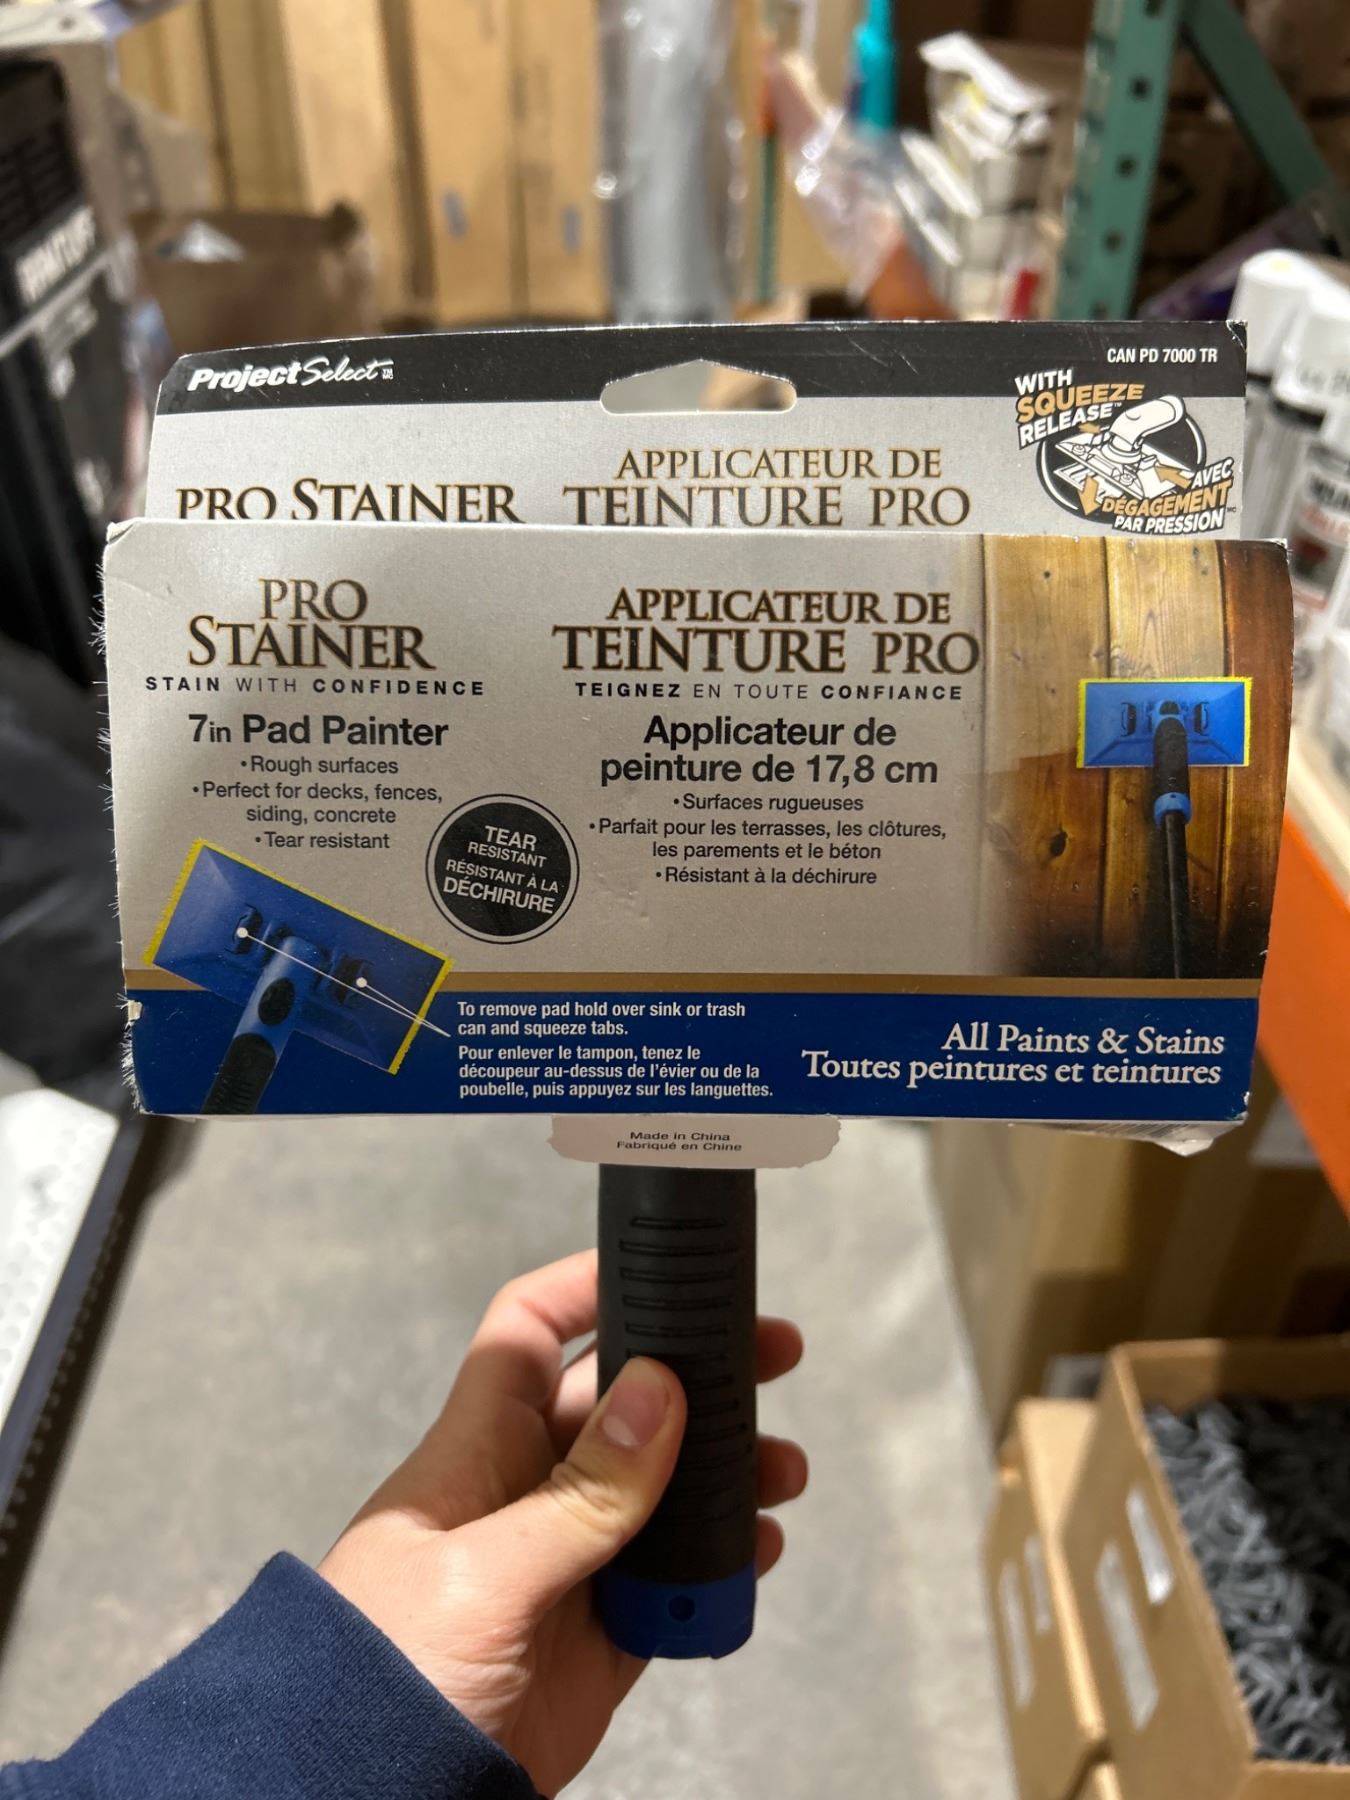 ProjectSelect
CAN PD 7000 TR
WITH
SQUEEZE
RELEASE™
AVEC
DÉGAGEMENT
PAR PRESSION
PRO STAINER
APPLICATEUR DE
TEINTURE PRO
PRO
STAINER
STAIN WITH CONFIDENCE
7in Pad Painter
•Rough surfaces
•Perfect for decks, fences,
siding, concrete
•Tear resistant
TEAR
RESISTANT
RÉSISTANT À LA
DÉCHIRURE
APPLICATEUR DE
TEINTURE PRO
TEIGNEZ EN TOUTE CONFIANCE
Applicateur de
peinture de 17,8 cm
•Surfaces rugueuses
•Parfait pour les terrasses, les clôtures,
les parements et le béton
•Résistant à la déchirure
To remove pad hold over sink or trash
can and squeeze tabs.
Pour enlever le tampon, tenez le
découpeur au-dessus de l'évier ou de la
poubelle, puis appuyez sur les languettes.
All Paints & Stains
Toutes peintures et teintures
Made in China
Fabriqué en Chine